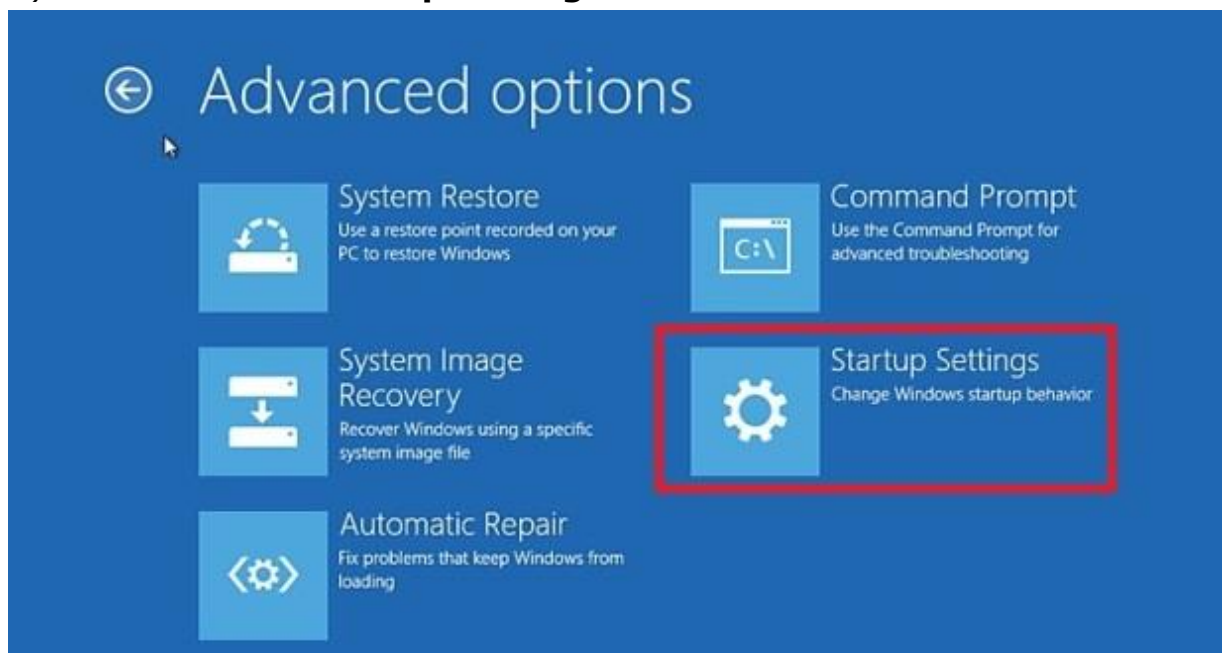 Advanced options
System Restore
Use a restore point recorded on your
PC to restore Windows
Command Prompt
Use the Command Prompt for
advanced troubleshooting
C:\
System Image
Recovery
Recover Windows using a specific
system image file
Startup Settings
Change Windows startup behavior
Automatic Repair
Fix problems that keep Windows from
loading